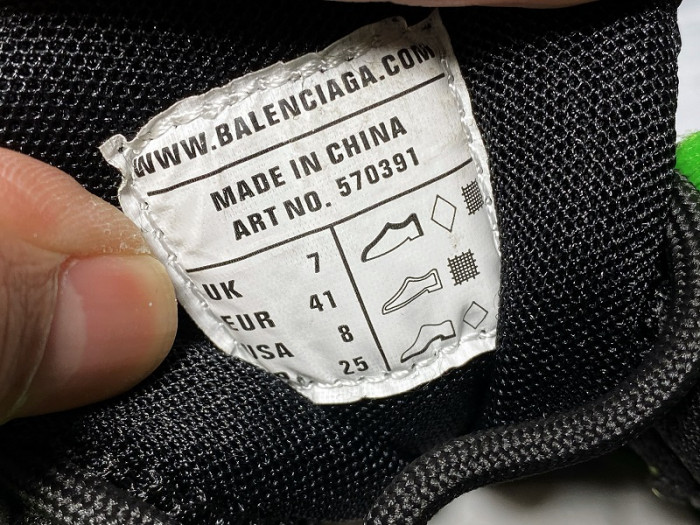 WWW.BALENCIAGA.COM
MADE IN CHINA
ART NO. 570391
UK 7
EUR 41
USA 8
25